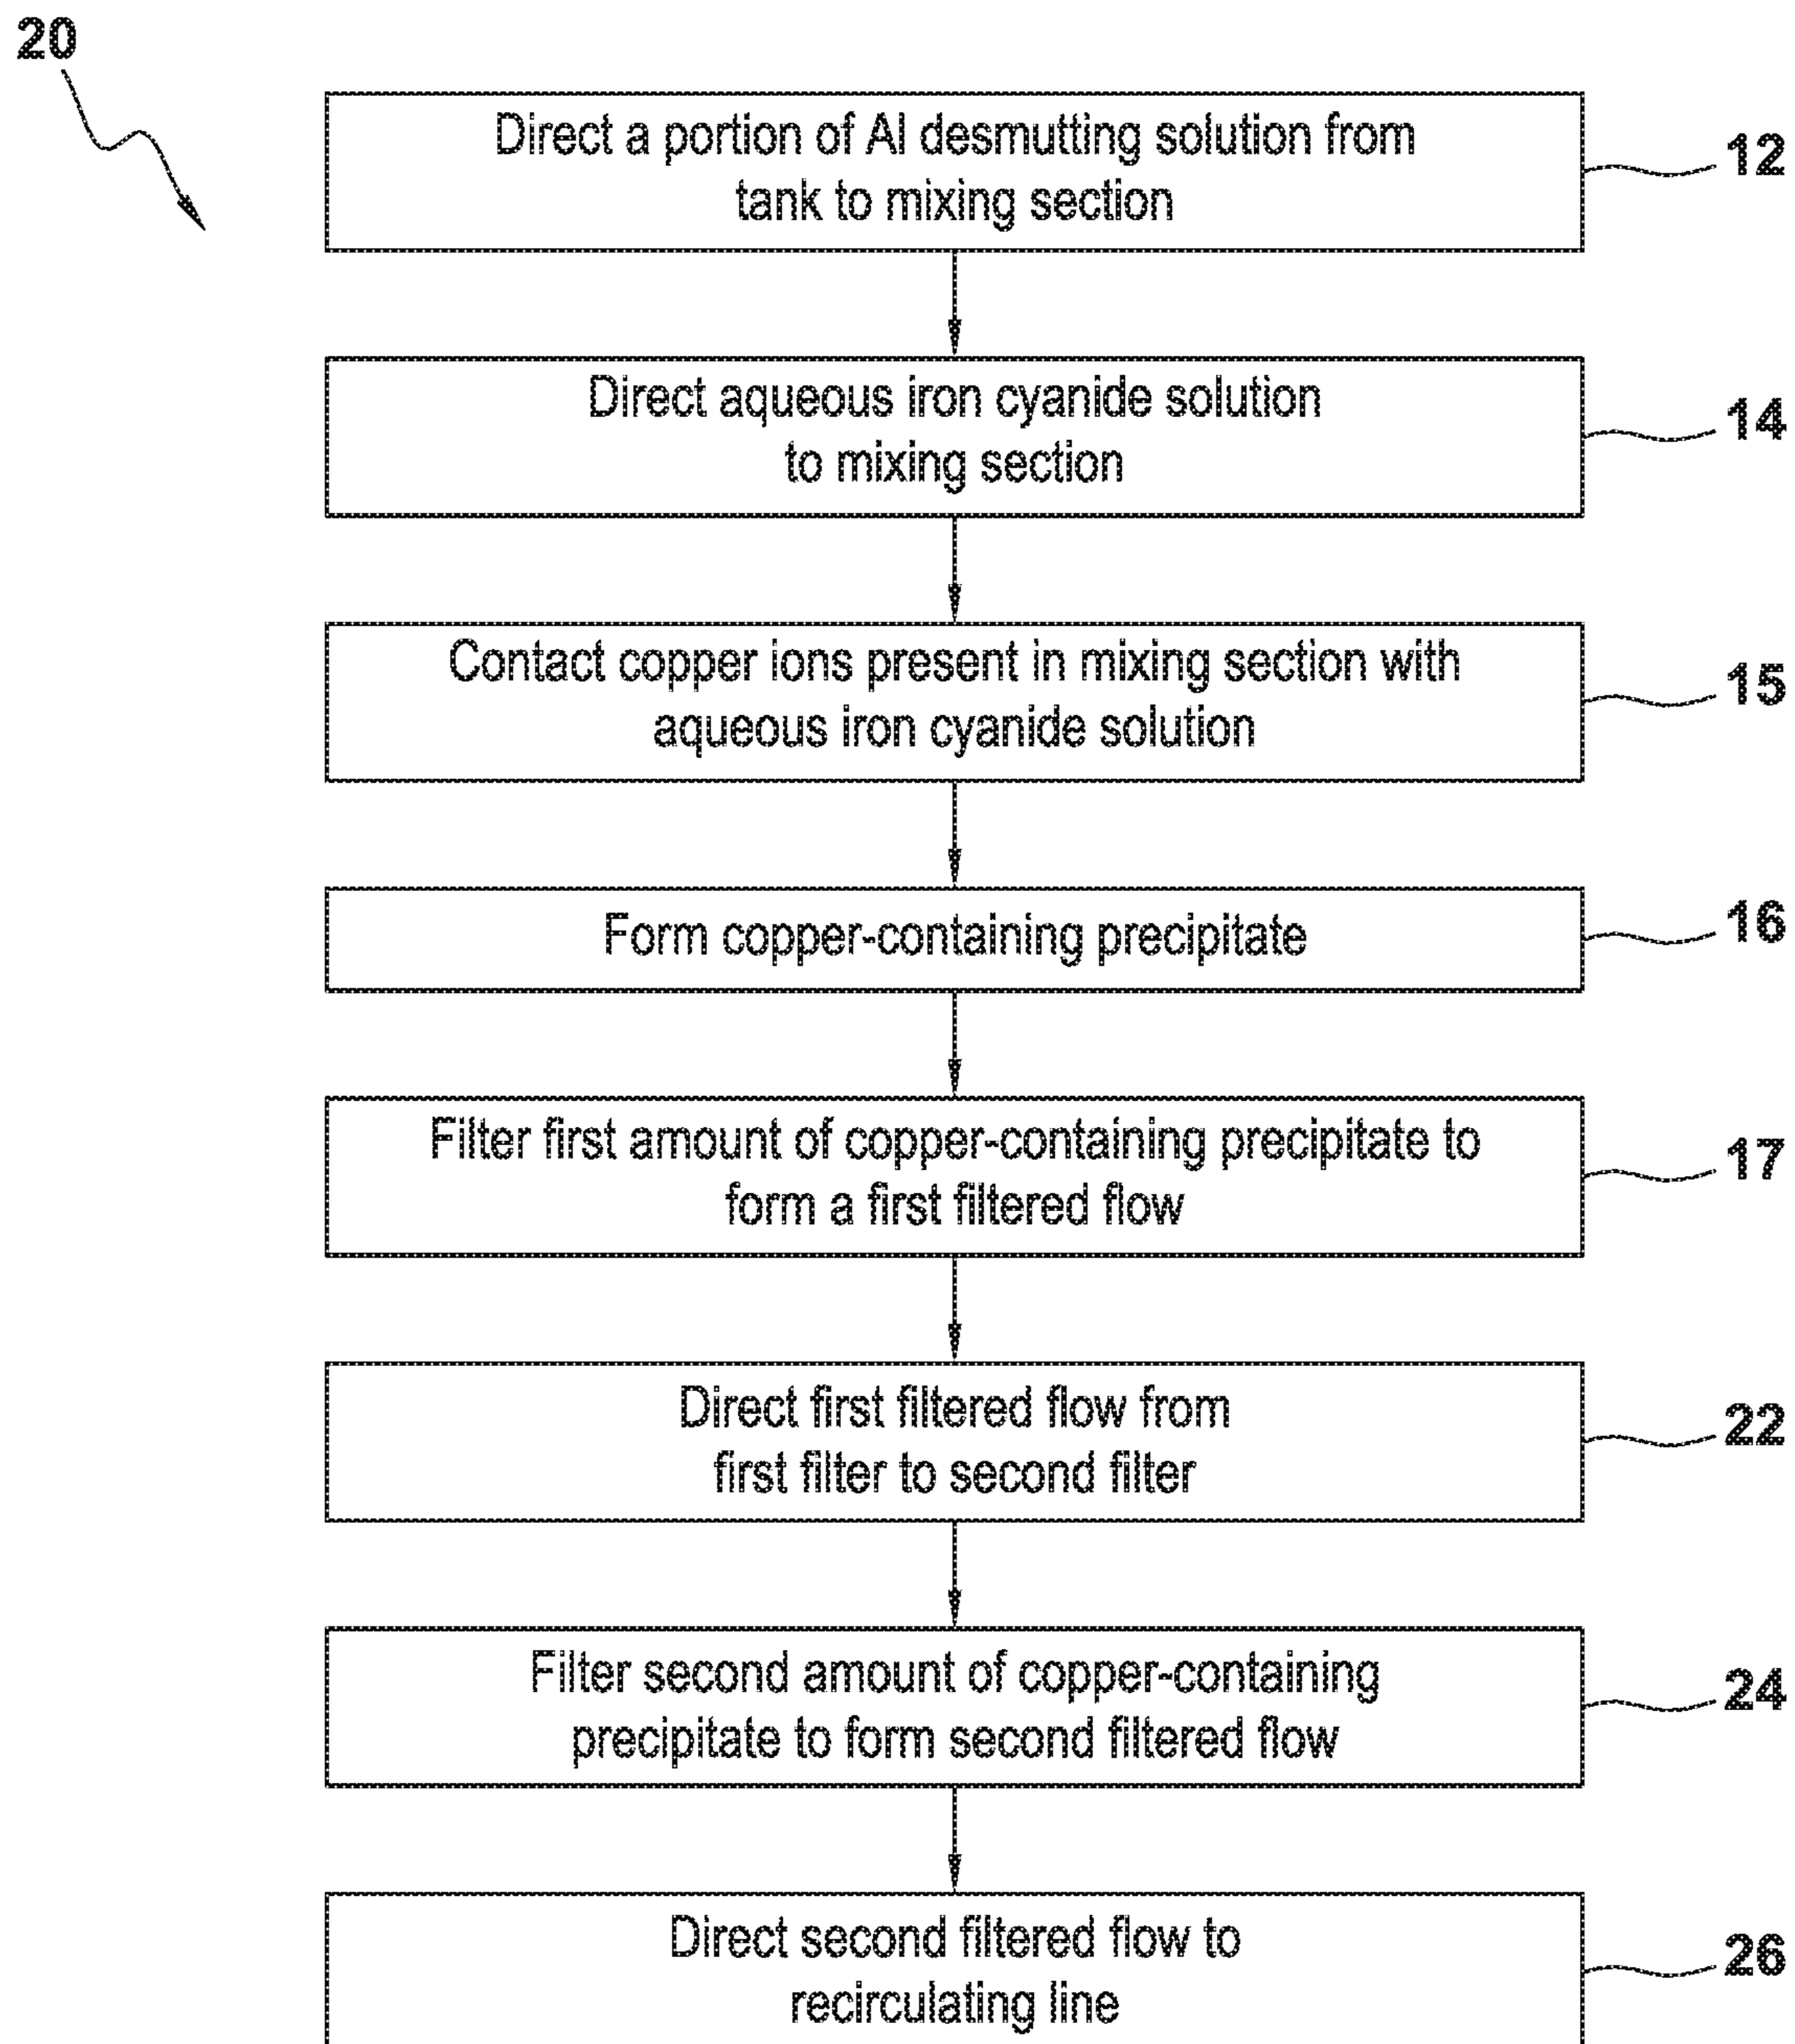 20
Direct a portion of Al desmutting solution from
tank to mixing section
12
Direct aqueous iron cyanide solution
to mixing section
14
Contact copper ions present in mixing section with
aqueous iron cyanide solution
15
Form copper-containing precipitate
16
Filter first amount of copper-containing precipitate to
form a first filtered flow
17
Direct first filtered flow from
first filter to second filter
22
Filter second amount of copper-containing
precipitate to form second filtered flow
24
Direct second filtered flow to
recirculating line
26